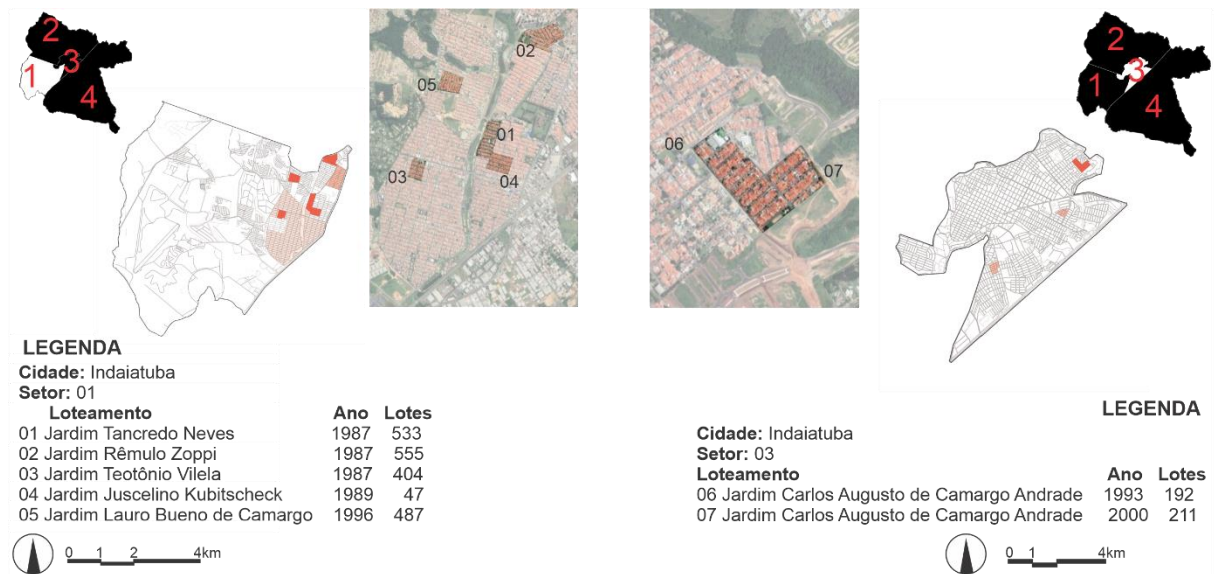 2
3
1
4
02
05
01
03
04
LEGENDA
Cidade: Indaiatuba
Setor: 01
Loteamento Ano Lotes
01 Jardim Tancredo Neves 1987 533
02 Jardim Rêmulo Zoppi 1987 555
03 Jardim Teotônio Vilela 1987 404
04 Jardim Juscelino Kubitscheck 1989 47
05 Jardim Lauro Bueno de Camargo 1996 487
0 1 2 4km
06
07
2
3
1
4
LEGENDA
Cidade: Indaiatuba
Setor: 03
Loteamento Ano Lotes
06 Jardim Carlos Augusto de Camargo Andrade 1993 192
07 Jardim Carlos Augusto de Camargo Andrade 2000 211
0 1 2 4km